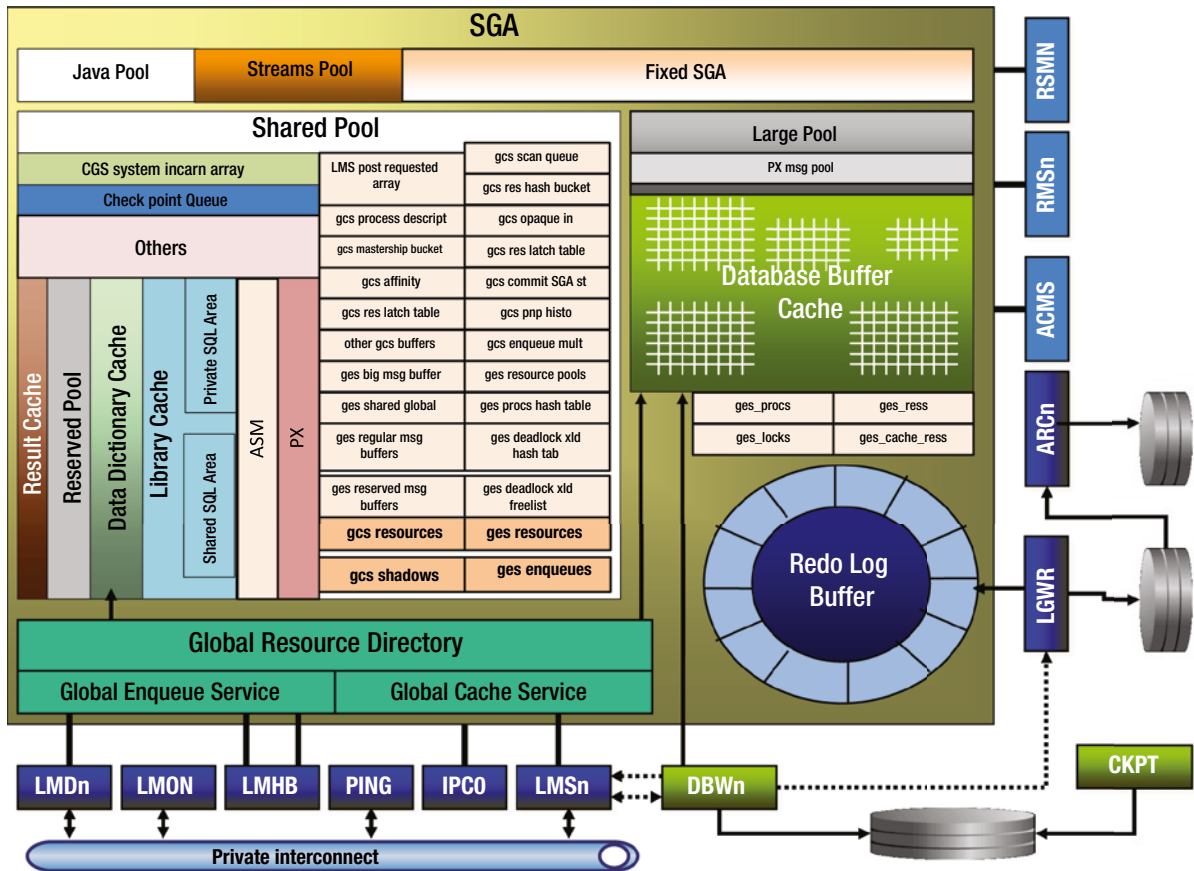 SGA
Java Pool
Streams Pool
Fixed SGA
Shared Pool
CGS system incarn array
Check point Queue
Others
Result Cache
Reserved Pool
Data Dictionary Cache
Library Cache
Private SQL Area
Shared SQL Area
ASM
PX
LMS post requested
array
gcs process descript
gcs mastership bucket
gcs affinity
gcs res latch table
other gcs buffers
ges big msg buffer
ges shared global
ges regular msg
buffers
ges reserved msg
buffers
gcs resources
gcs shadows
gcs scan queue
gcs res hash bucket
gcs opaque in
gcs res latch table
gcs commit SGA st
gcs pnp histo
gcs enqueue mult
ges resource pools
ges procs hash table
ges deadlock xld
hash tab
ges deadlock xld
freelist
ges resources
ges enqueues
Large Pool
PX msg pool
Database Buffer
Cache
ges_procs
ges_ress
ges_locks
ges_cache_ress
Redo Log
Buffer
Global Resource Directory
Global Enqueue Service
Global Cache Service
RSMN
RMSn
ACMS
ARCn
LGWR
LMDn
LMON
LMHB
PING
IPC0
LMSn
DBWn
CKPT
Private interconnect